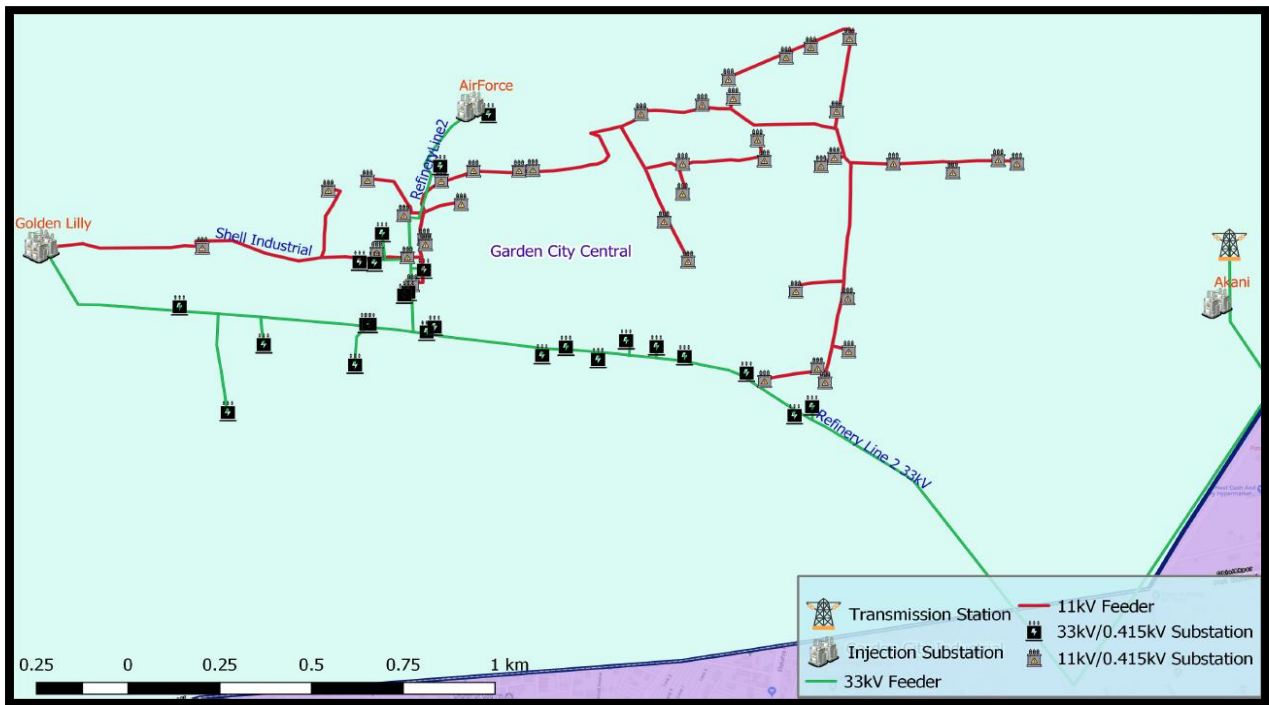 AirForce
RefineryLine2
Golden Lilly
Shell Industrial
Garden City Central
Akani
Refinery Line 2 33kV
Transmission Station
Injection Substation
33kV Feeder
11kV Feeder
33kV/0.415kV Substation
11kV/0.415kV Substation
0.25 0 0.25 0.5 0.75 1 km